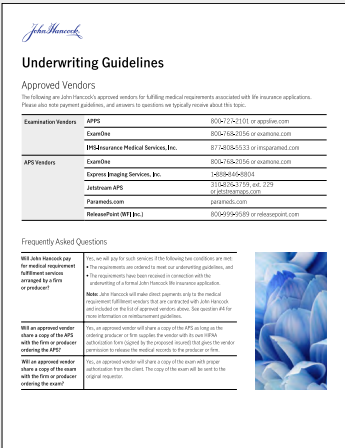 John Hancock
Underwriting Guidelines
Approved Vendors
The following are John Hancock's approved vendors for fulfilling medical requirements associated with life insurance applications.
Please also note payment guidelines, and answers to questions we typically receive about this topic.
Examination Vendors
APPS 800-727-2101 or appslive.com
ExamOne 800-768-2056 or examone.com
IMS-Insurance Medical Services, Inc. 877-808-5533 or imsparamed.com
APS Vendors
ExamOne 800-768-2056 or examone.com
Express Imaging Services, Inc. 1-888-846-8804
Jetstream APS 310-826-3759, ext. 229
or jetstreamaps.com
Parameds.com parameds.com
ReleasePoint (WFJ Inc.) 800-999-9589 or releasepoint.com
Frequently Asked Questions
Will John Hancock pay
for medical requirement
fulfillment services
arranged by a firm
or producer?
Yes, we will pay for such services if the following two conditions are met:
• The requirements are ordered to meet our underwriting guidelines, and
• The requirements have been received in connection with the
underwriting of a formal John Hancock life insurance application.
Note: John Hancock will make direct payments only to the medical
requirement fulfillment vendors that are contracted with John Hancock
and included on the list of approved vendors above. See question #4 for
more information on reimbursement guidelines.
Will an approved vendor
share a copy of the APS
with the firm or producer
ordering the APS?
Yes, an approved vendor will share a copy of the APS as long as the
ordering producer or firm supplies the vendor with its own HIPAA
authorization form (signed by the proposed insured) that gives the vendor
permission to release the medical records to the producer or firm.
Will an approved vendor
share a copy of the exam
with the firm or producer
ordering the exam?
Yes, an approved vendor will share a copy of the exam with proper
authorization from the client. The copy of the exam will be sent to the
original requestor.